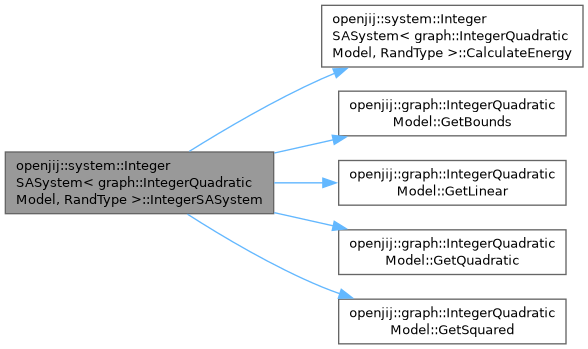 openjij::system::Integer
SASystem< graph::IntegerQuadratic
Model, RandType >::IntegerSASystem
openjij::system::Integer
SASystem< graph::IntegerQuadratic
Model, RandType >::CalculateEnergy
openjij::graph::IntegerQuadratic
Model::GetBounds
openjij::graph::IntegerQuadratic
Model::GetLinear
openjij::graph::IntegerQuadratic
Model::GetQuadratic
openjij::graph::IntegerQuadratic
Model::GetSquared